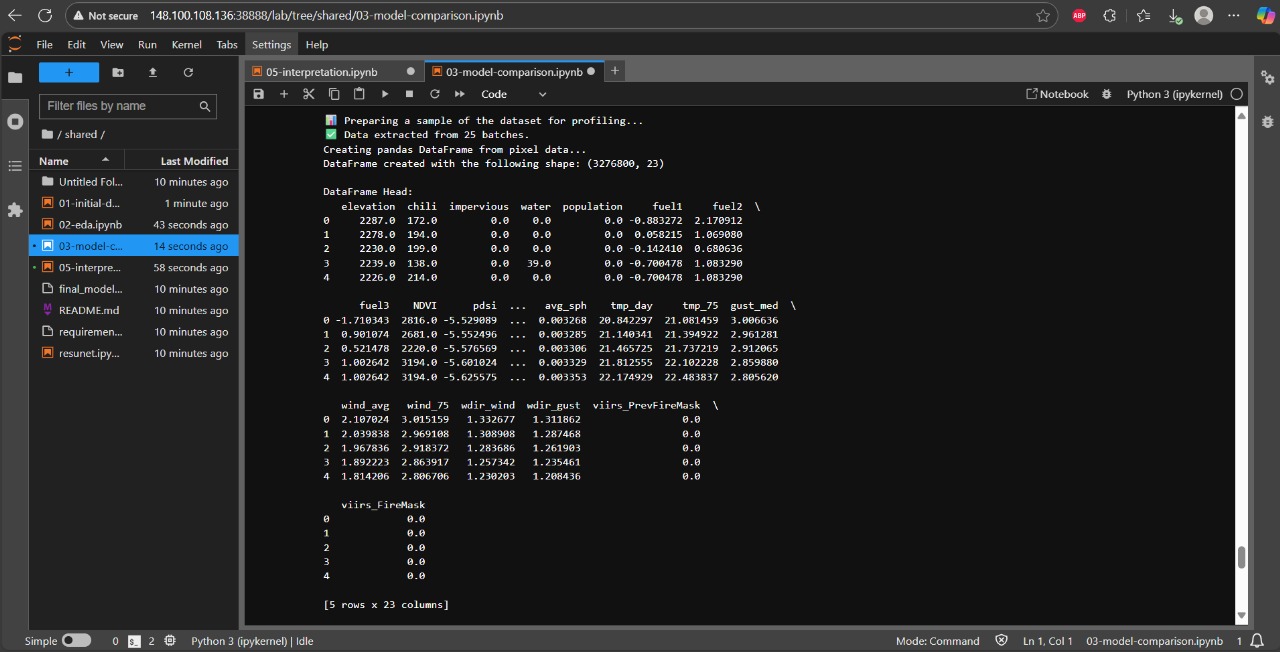 Not secure 148.100.108.136:38888/lab/tree/shared/03-model-comparison.ipynb
ABP
File Edit View Run Kernel Tabs Settings Help
+
05-interpretation.ipynb
03-model-comparison.ipynb
+
Filter files by name
Code
Notebook
Python 3 (ipykernel)
/ shared /
Name Last Modified
Untitled Fol... 10 minutes ago
01-initial-d... 1 minute ago
02-eda.ipynb 43 seconds ago
03-model-c... 14 seconds ago
05-interpre... 58 seconds ago
final_model... 10 minutes ago
README.md 10 minutes ago
requiremen... 10 minutes ago
resunet.ipy... 10 minutes ago
Preparing a sample of the dataset for profiling...
Data extracted from 25 batches.
Creating pandas DataFrame from pixel data...
DataFrame created with the following shape: (3276800, 23)
DataFrame Head:
elevation chili impervious water population fuel1 fuel2 \
0 2287.0 172.0 0.0 0.0 0.0 -0.883272 2.170912
1 2278.0 194.0 0.0 0.0 0.0 0.058215 1.069080
2 2230.0 199.0 0.0 0.0 0.0 -0.142410 0.680636
3 2239.0 138.0 0.0 39.0 0.0 -0.700478 1.083290
4 2226.0 214.0 0.0 0.0 0.0 -0.700478 1.083290
fuel3 NDVI pdsi ... avg_sph tmp_day tmp_75 gust_med \
0 -1.710343 2816.0 -5.529089 ... 0.003268 20.842297 21.081459 3.006636
1 0.901074 2681.0 -5.552496 ... 0.003285 21.140341 21.394922 2.961281
2 0.521478 2220.0 -5.576569 ... 0.003306 21.465725 21.737219 2.912065
3 1.002642 3194.0 -5.601024 ... 0.003329 21.812555 22.102228 2.859880
4 1.002642 3194.0 -5.625575 ... 0.003353 22.174929 22.483837 2.805620
wind_avg wind_75 wdir_wind wdir_gust viirs_PrevFireMask \
0 2.107024 3.015159 1.332677 1.311862 0.0
1 2.039838 2.969108 1.308908 1.287468 0.0
2 1.967836 2.918372 1.283686 1.261903 0.0
3 1.892223 2.863917 1.257342 1.235461 0.0
4 1.814206 2.806706 1.230203 1.208436 0.0
viirs_FireMask
0 0.0
1 0.0
2 0.0
3 0.0
4 0.0
[5 rows x 23 columns]
Simple 0 2 Python 3 (ipykernel) | Idle
Mode: Command Ln 1, Col 1 03-model-comparison.ipynb 1